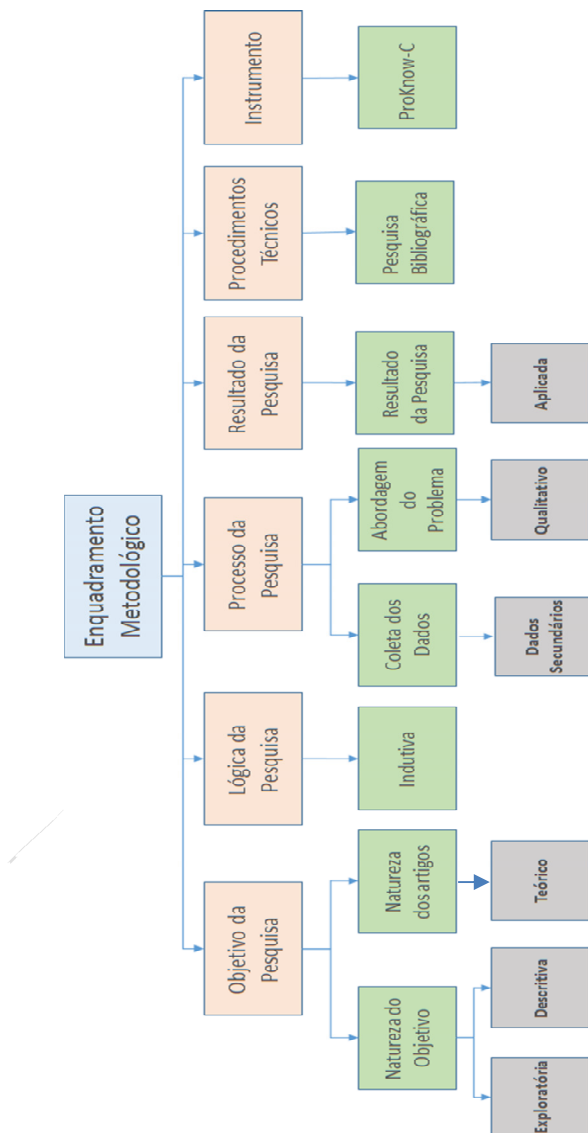 Enquadramento
Metodológico
Objetivo da
Pesquisa
Lógica da
Pesquisa
Processo da
Pesquisa
Resultado da
Pesquisa
Procedimentos
Técnicos
Instrumento
Natureza do
Objetivo
Natureza
dos artigos
Indutiva
Coleta dos
Dados
Abordagem
do
Problema
Resultado
da Pesquisa
Pesquisa
Bibliográfica
ProKnow-C
Exploratória
Descritiva
Teórico
Dados
Secundários
Qualitativo
Aplicada